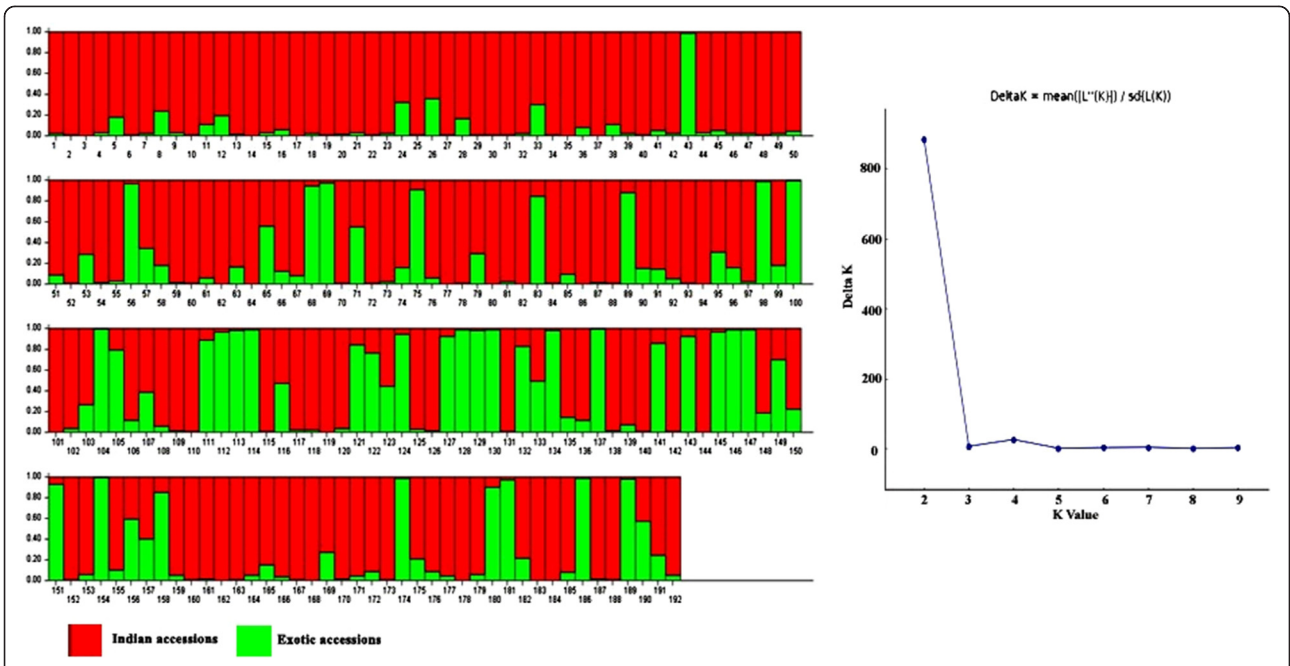 1.00
0.80
0.60
0.40
0.20
0.00
1 3 5 7 9 11 13 15 17 19 21 23 25 27 29 31 33 35 37 39 41 43 45 47 49
2 4 6 8 10 12 14 16 18 20 22 24 26 28 30 32 34 36 38 40 42 44 46 48 50
1.00
0.80
0.60
0.40
0.20
0.00
51 53 55 57 59 61 63 65 67 69 71 73 75 77 79 81 83 85 87 89 91 93 95 97 99
52 54 56 58 60 62 64 66 68 70 72 74 76 78 80 82 84 86 88 90 92 94 96 98 100
1.00
0.80
0.60
0.40
0.20
0.00
101 103 105 107 109 111 113 115 117 119 121 123 125 127 129 131 133 135 137 139 141 143 145 147 149
102 104 106 108 110 112 114 116 118 120 122 124 126 128 130 132 134 136 138 140 142 144 146 148 150
1.00
0.80
0.60
0.40
0.20
0.00
151 153 155 157 159 161 163 165 167 169 171 173 175 177 179 181 183 185 187 189 191
152 154 156 158 160 162 164 166 168 170 172 174 176 178 180 182 184 186 188 190 192
Indian accessions
Exotic accessions
DeltaK = mean(|L''(K)|) / sd(L(K))
Delta K
800
600
400
200
0
2 3 4 5 6 7 8 9
K Value